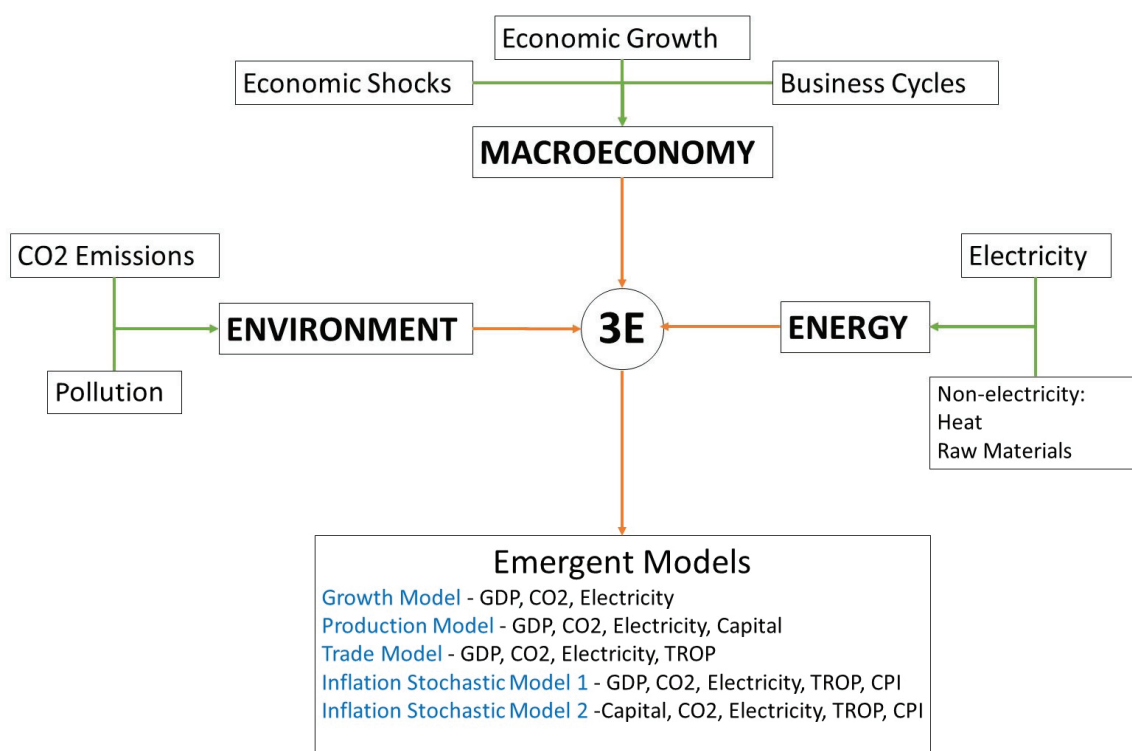 Economic Growth
Economic Shocks
Business Cycles
MACROECONOMY
CO2 Emissions
Electricity
ENVIRONMENT
3E
ENERGY
Pollution
Non-electricity:
Heat
Raw Materials
Emergent Models
Growth Model - GDP, CO2, Electricity
Production Model - GDP, CO2, Electricity, Capital
Trade Model - GDP, CO2, Electricity, TROP
Inflation Stochastic Model 1 - GDP, CO2, Electricity, TROP, CPI
Inflation Stochastic Model 2 -Capital, CO2, Electricity, TROP, CPI